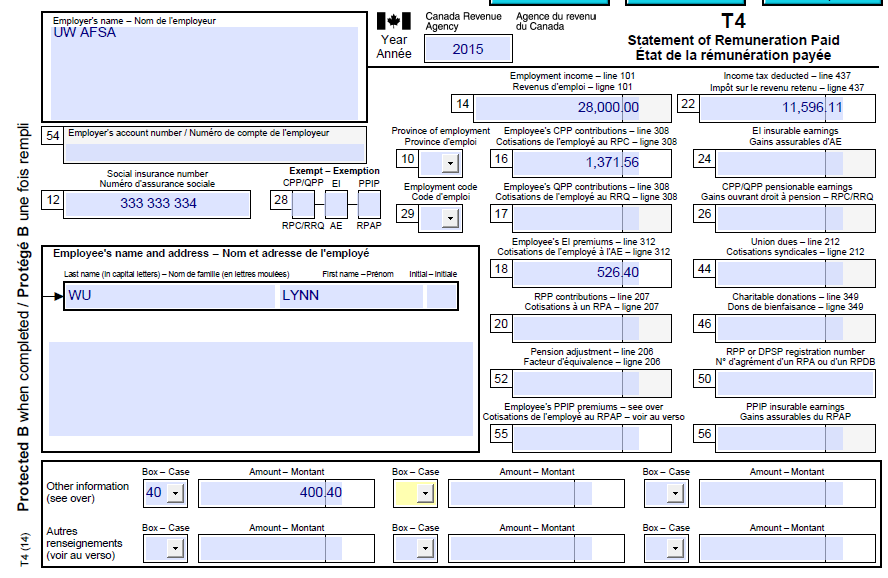 Employer's name – Nom de l'employeur
UW AFSA
Canada Revenue Agency
Agence du revenu du Canada
Year
Année
2015
T4
Statement of Remuneration Paid
État de la rémunération payée
Employment income – line 101
Revenus d'emploi – ligne 101
14 28,000.00
Income tax deducted – line 437
Impôt sur le revenu retenu – ligne 437
22 11,596.11
54 Employer's account number / Numéro de compte de l'employeur
Province of employment
Province d'emploi
10
Employee's CPP contributions – line 308
Cotisations de l'employé au RPC – ligne 308
16 1,371.56
EI insurable earnings
Gains assurables d'AE
24
Social insurance number
Numéro d'assurance sociale
12 333 333 334
Exempt – Exemption
CPP/QPP EI PPIP
28
RPC/RRQ AE RPAP
Employment code
Code d'emploi
29
Employee's QPP contributions – line 308
Cotisations de l'employé au RRQ – ligne 308
17
CPP/QPP pensionable earnings
Gains ouvrant droit à pension – RPC/RRQ
26
Employee's name and address – Nom et adresse de l'employé
Last name (in capital letters) – Nom de famille (en lettres moulées) First name – Prénom Initial – Initiale
WU LYNN
Employee's EI premiums – line 312
Cotisations de l'employé à l'AE – ligne 312
18 526.40
Union dues – line 212
Cotisations syndicales – ligne 212
44
RPP contributions – line 207
Cotisations à un RPA – ligne 207
20
Charitable donations – line 349
Dons de bienfaisance – ligne 349
46
Pension adjustment – line 206
Facteur d'équivalence – ligne 206
52
RPP or DPSP registration number
N° d'agrément d'un RPA ou d'un RPDB
50
Employee's PPIP premiums – see over
Cotisations de l'employé au RPAP – voir au verso
55
PPIP insurable earnings
Gains assurables du RPAP
56
Other information
(see over)
Box – Case Amount – Montant Box – Case Amount – Montant Box – Case Amount – Montant
40 400.40
Autres
renseignements
(voir au verso)
Box – Case Amount – Montant Box – Case Amount – Montant Box – Case Amount – Montant
Protected B when completed / Protégé B une fois rempli
T4 (14)